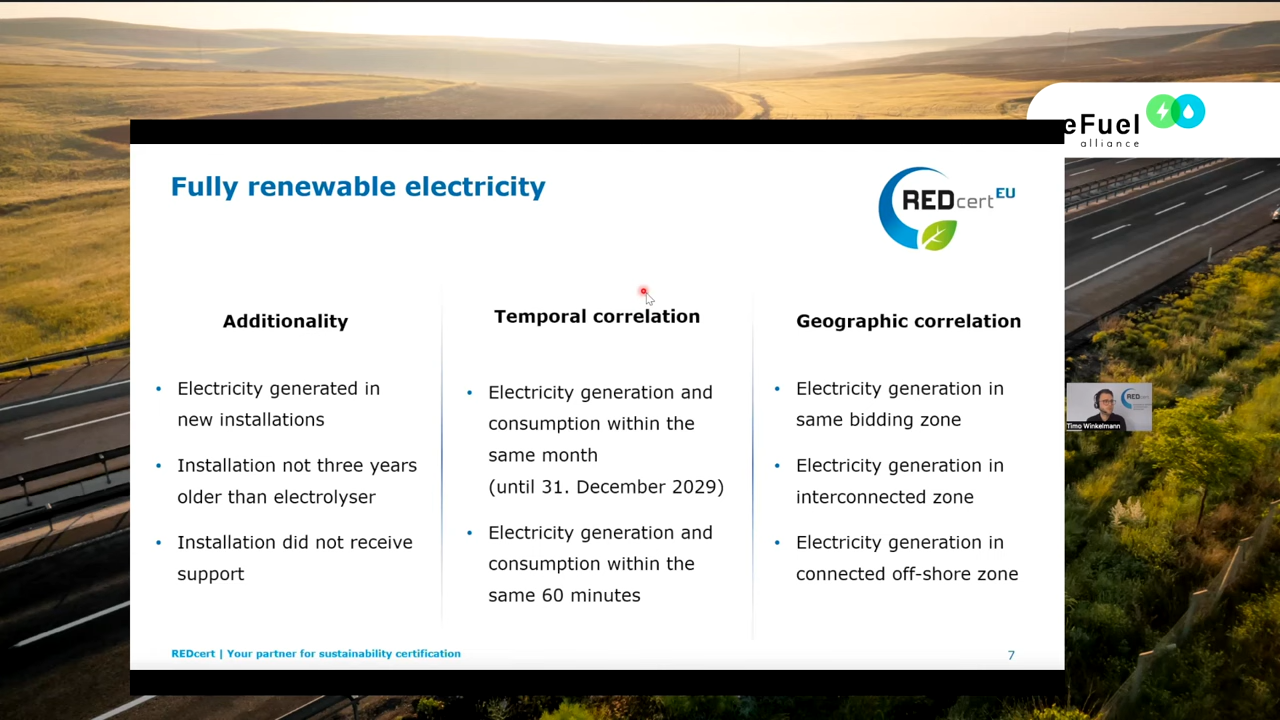 eFuel
alliance
Fully renewable electricity
REDcert EU
Additionality
Electricity generated in
new installations
Installation not three years
older than electrolyser
Installation did not receive
support
Temporal correlation
Electricity generation and
consumption within the
same month
(until 31. December 2029)
Electricity generation and
consumption within the
same 60 minutes
Geographic correlation
Electricity generation in
same bidding zone
Electricity generation in
interconnected zone
Electricity generation in
connected off-shore zone
RED
Timo Winkelmann
REDcert | Your partner for sustainability certification
7